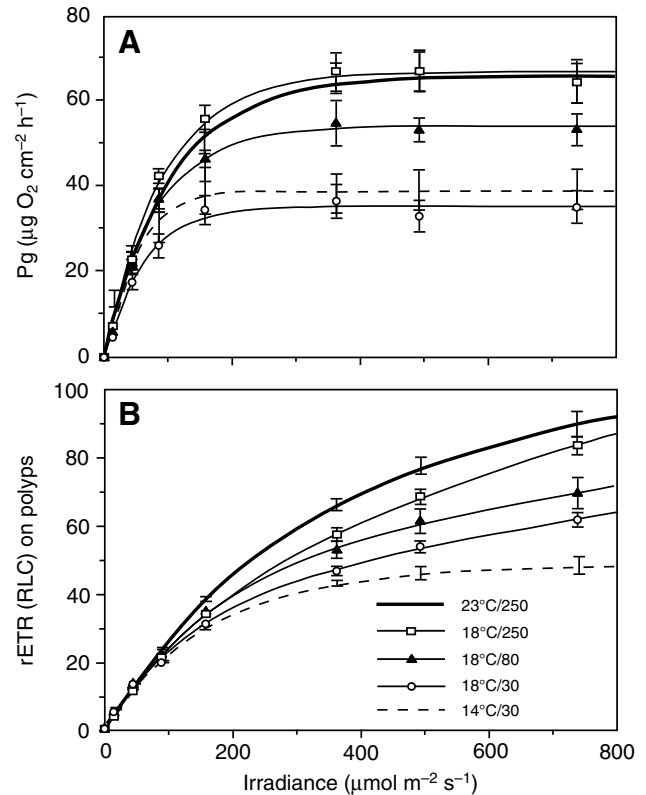 A
Pg (µg O₂ cm⁻² h⁻¹)
80
60
40
20
0
B
rETR (RLC) on polyps
100
80
60
40
20
0
23°C/250
18°C/250
18°C/80
18°C/30
14°C/30
0 200 400 600 800
Irradiance (µmol m⁻² s⁻¹)